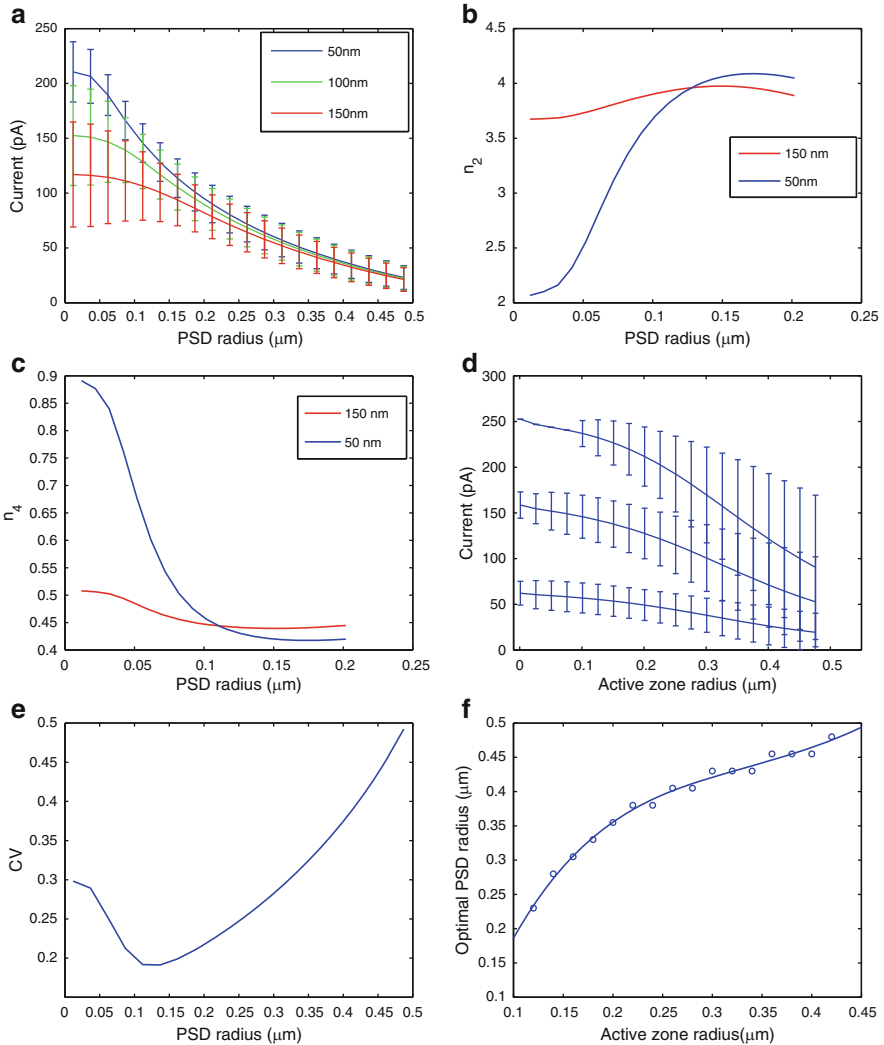 a
250
200
150
100
50
0
Current (pA)
0 0.05 0.1 0.15 0.2 0.25 0.3 0.35 0.4 0.45 0.5
PSD radius (μm)
50nm
100nm
150nm
b
4.5
4
3.5
3
2.5
2
n2
0 0.05 0.1 0.15 0.2 0.25
PSD radius (μm)
150 nm
50nm
c
0.9
0.85
0.8
0.75
0.7
0.65
0.6
0.55
0.5
0.45
0.4
n4
0 0.05 0.1 0.15 0.2 0.25
PSD radius (μm)
150 nm
50 nm
d
300
250
200
150
100
50
0
Current (pA)
0 0.1 0.2 0.3 0.4 0.5
Active zone radius (μm)
e
0.5
0.4
0.3
0.2
0.1
0
CV
0 0.05 0.1 0.15 0.2 0.25 0.3 0.35 0.4 0.45 0.5
PSD radius (μm)
f
0.5
0.45
0.4
0.35
0.3
0.25
0.2
0.15
0.1
Optimal PSD radius (μm)
0.1 0.15 0.2 0.25 0.3 0.35 0.4 0.45
Active zone radius(μm)